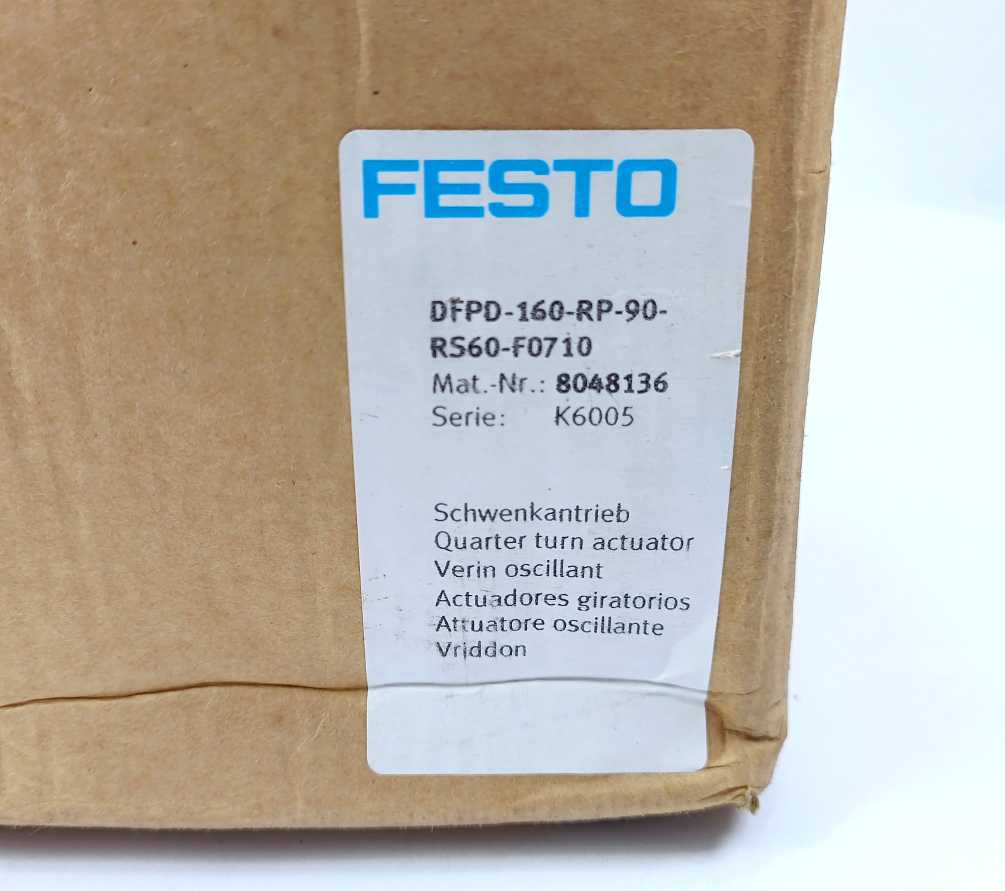 FESTO
DFPD-160-RP-90-
RS60-F0710
Mat.-Nr.: 8048136
Serie: K6005
Schwenkantrieb
Quarter turn actuator
Verin oscillant
Actuadores giratorios
Attuatore oscillante
Vriddon